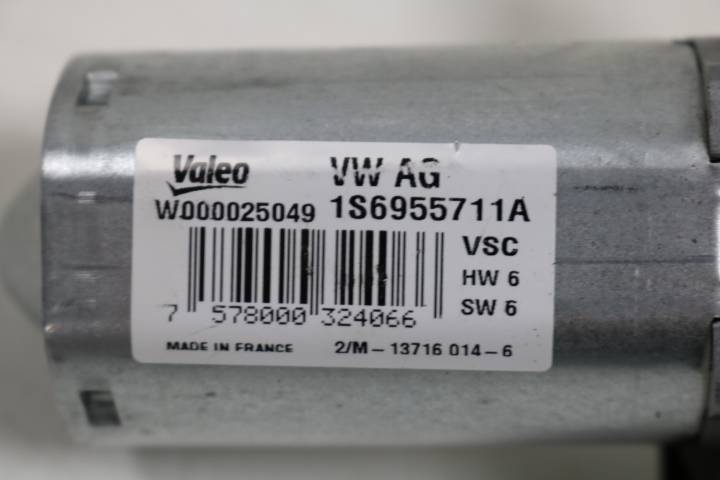 Valeo VW AG
W000025049 1S6955711A
VSC
HW 6
SW 6
7 578000 324066
MADE IN FRANCE 2/M-13716 014-6